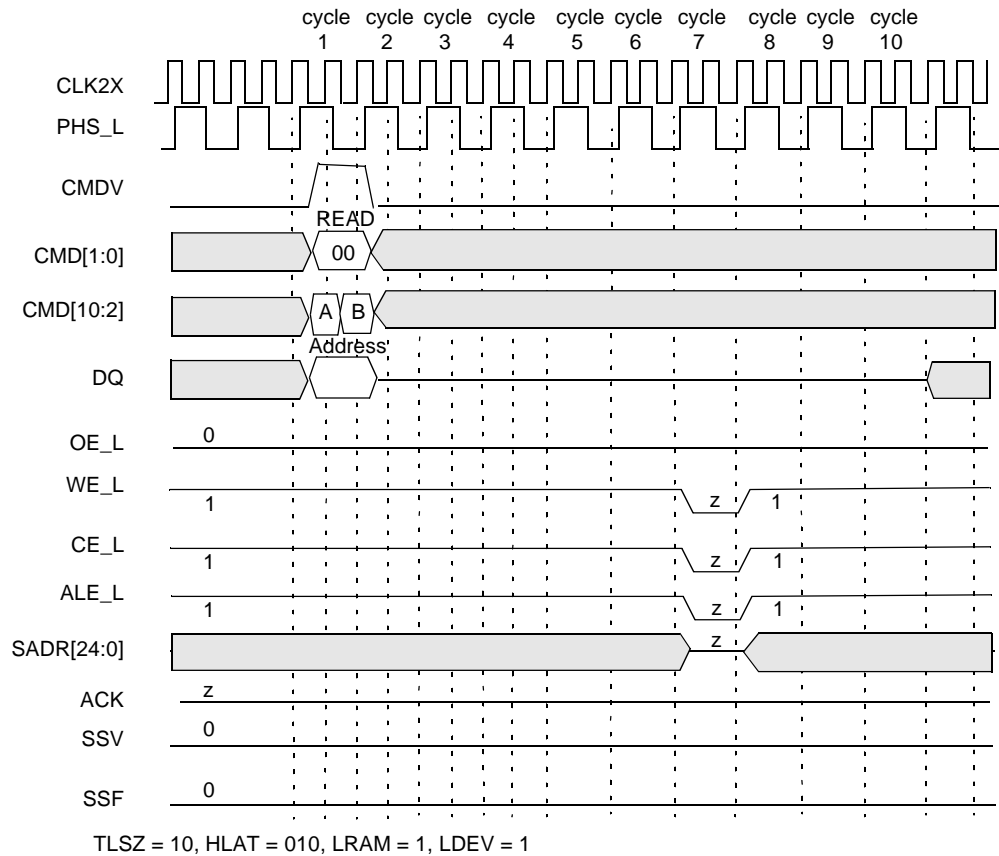 cycle cycle cycle cycle cycle cycle cycle cycle cycle cycle
1 2 3 4 5 6 7 8 9 10
CLK2X
PHS_L
CMDV
READ
CMD[1:0]
00
CMD[10:2]
A B
Address
DQ
OE_L
0
WE_L
1 z 1
CE_L
1 z 1
ALE_L
1 z 1
SADR[24:0]
z
ACK
z
SSV
0
SSF
0
TLSZ = 10, HLAT = 010, LRAM = 1, LDEV = 1